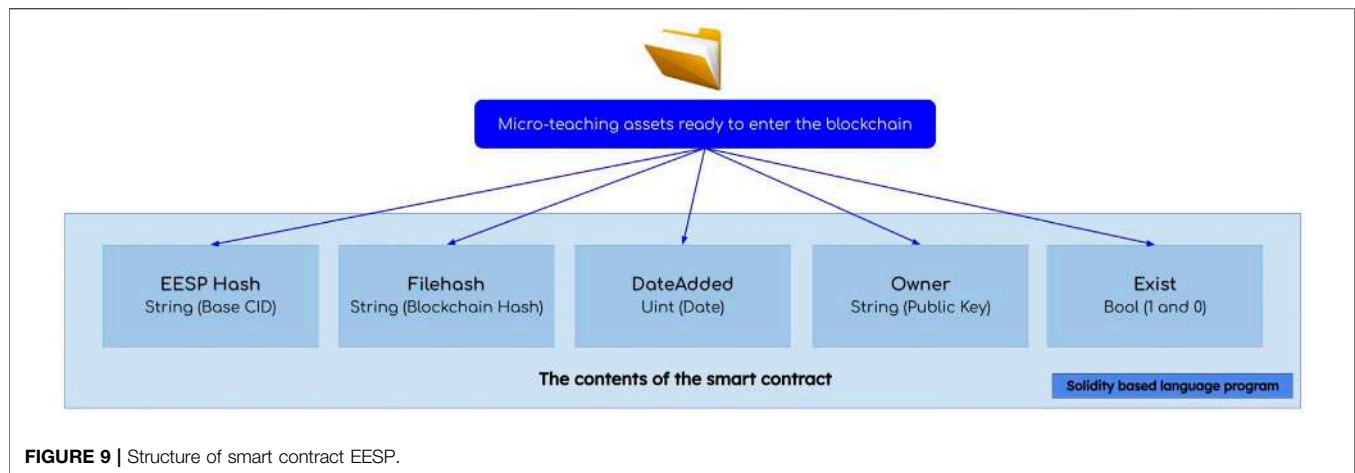 Micro-teaching assets ready to enter the blockchain
EESP Hash
String (Base CID)
Filehash
String (Blockchain Hash)
DateAdded
Uint (Date)
Owner
String (Public Key)
Exist
Bool (1 and 0)
The contents of the smart contract
Solidity based language program
FIGURE 9 | Structure of smart contract EESP.